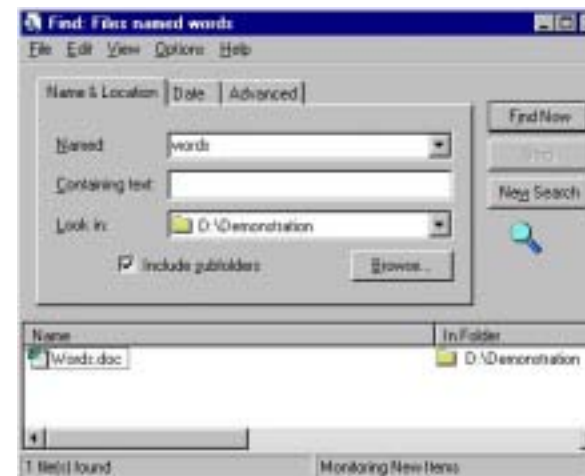 Find: Files named words
File Edit View Options Help
Name & Location Date Advanced
Find Now
Named: words
Stop
Containing text:
New Search
Look in: D:\Demonstration
Include subfolders Browse...
Name In Folder
Words.doc D:\Demonstration
1 file(s) found Monitoring New Items